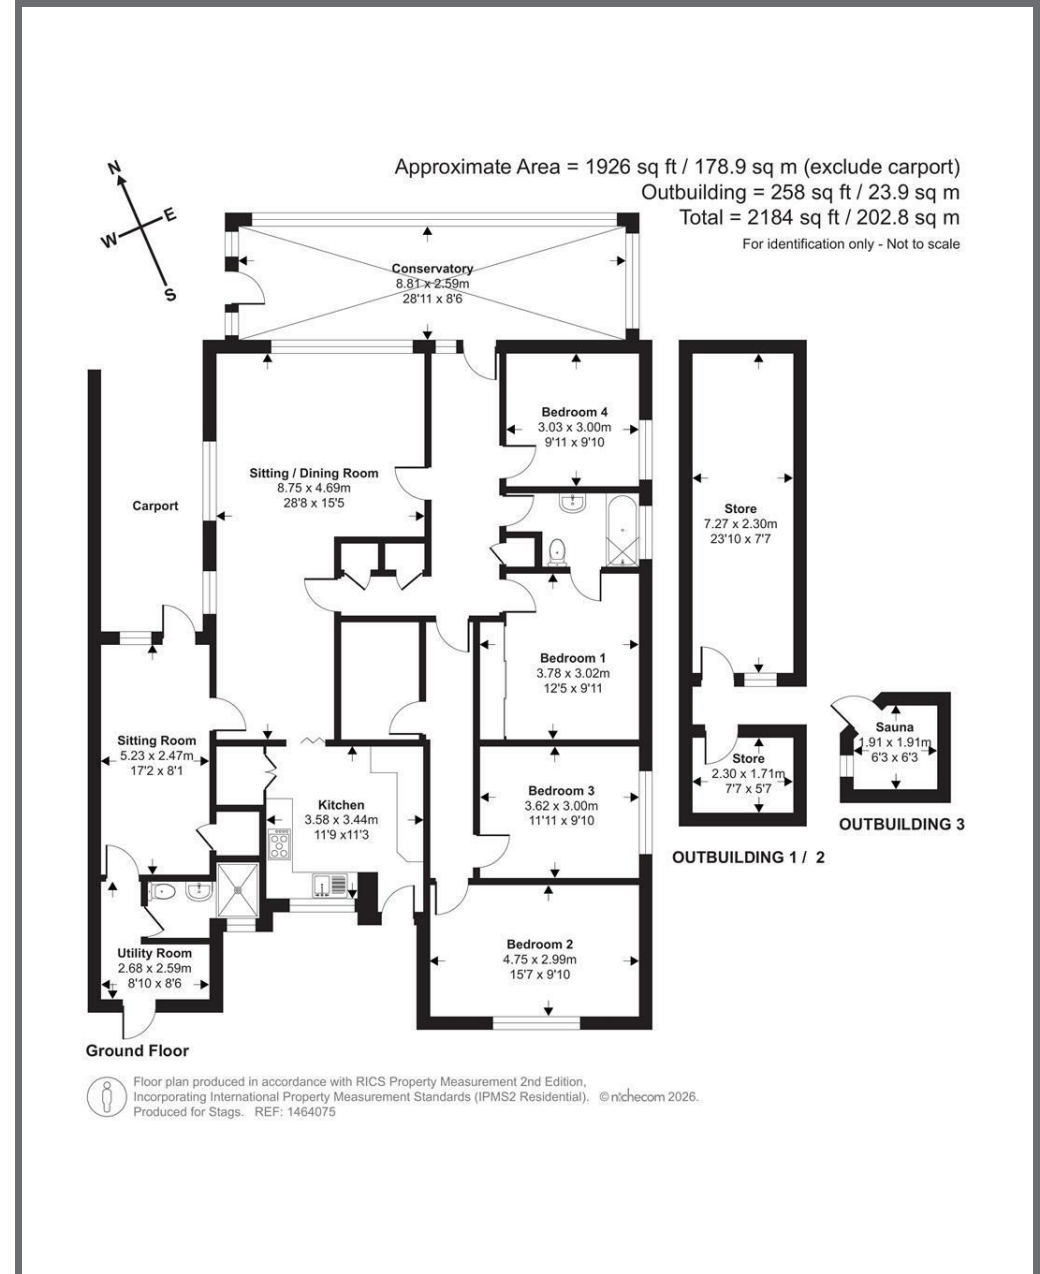 Approximate Area = 1926 sq ft / 178.9 sq m (exclude carport)
Outbuilding = 258 sq ft / 23.9 sq m
Total = 2184 sq ft / 202.8 sq m
For identification only - Not to scale
N
E
W
S
Conservatory
8.81 x 2.59m
28'11 x 8'6
Bedroom 4
3.03 x 3.00m
9'11 x 9'10
Sitting / Dining Room
8.75 x 4.69m
28'8 x 15'5
Carport
Store
7.27 x 2.30m
23'10 x 7'7
Bedroom 1
3.78 x 3.02m
12'5 x 9'11
Sitting Room
5.23 x 2.47m
17'2 x 8'1
Sauna
1.91 x 1.91m
6'3 x 6'3
Store
2.30 x 1.71m
7'7 x 5'7
Kitchen
3.58 x 3.44m
11'9 x11'3
Bedroom 3
3.62 x 3.00m
11'11 x 9'10
OUTBUILDING 3
OUTBUILDING 1 / 2
Bedroom 2
4.75 x 2.99m
15'7 x 9'10
Utility Room
2.68 x 2.59m
8'10 x 8'6
Ground Floor
Floor plan produced in accordance with RICS Property Measurement 2nd Edition,
Incorporating International Property Measurement Standards (IPMS2 Residential). © nichecom 2026.
Produced for Stags. REF: 1464075